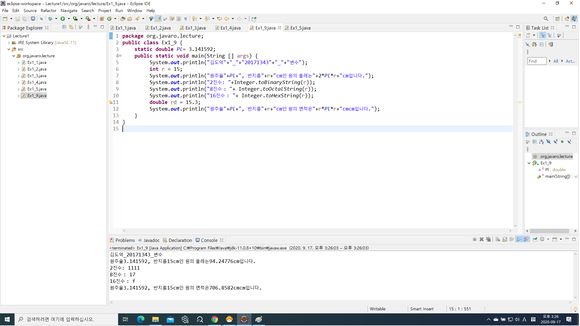 eclipse-workspace - Lecture1/src/org/javaro/lecture/Ex1_9.java - Eclipse IDE
File Edit Source Refactor Navigate Search Project Run Window Help
Package Explorer
Lecture1
JRE System Library [JavaSE-11]
src
org.javaro.lecture
Ex1_1.java
Ex1_2.java
Ex1_3.java
Ex1_4.java
Ex1_5.java
Ex1_9.java
Ex1_1.java Ex1_2.java Ex1_3.java Ex1_4.java Ex1_9.java Ex1_5.java
1 package org.javaro.lecture;
2 public class Ex1_9 {
3 static double PI= 3.141592;
4 public static void main(String [] args) {
5 System.out.println("김도억"+"_"+"20171343"+"_"+"변수");
6 int r = 15;
7 System.out.println("원주율"+PI+", 반지름"+r+"cm인 원의 둘레는"+2*PI*r+"cm입니다.");
8 System.out.println("2진수: "+Integer.toBinaryString(r));
9 System.out.println("8진수 : "+ Integer.toOctalString(r));
10 System.out.println("16진수 : "+ Integer.toHexString(r));
11 double rd = 15.3;
12 System.out.println("원주율"+PI+", 반지름"+r+"cm인 원의 면적은"+r*PI*r+"cmcm입니다.");
13 }
14 }
15
Task List
Find All Activ...
Outline
org.javaro.lecture
Ex1_9
PI : double
main(String[])
Problems Javadoc Declaration Console
<terminated> Ex1_9 [Java Application] C:\Program Files\Java\jdk-11.0.8\bin\javaw.exe (2020. 9. 17. 오후 3:26:03 – 오후 3:26:03)
김도억_20171343_변수
원주율3.141592, 반지름15cm인 원의 둘레는94.24776cm입니다.
2진수: 1111
8진수 : 17
16진수 : f
원주율3.141592, 반지름15cm인 원의 면적은706.8582cmcm입니다.
Writable Smart Insert 15 : 1 : 551
검색하려면 여기에 입력하십시오.
오후 3:26
2020-09-17